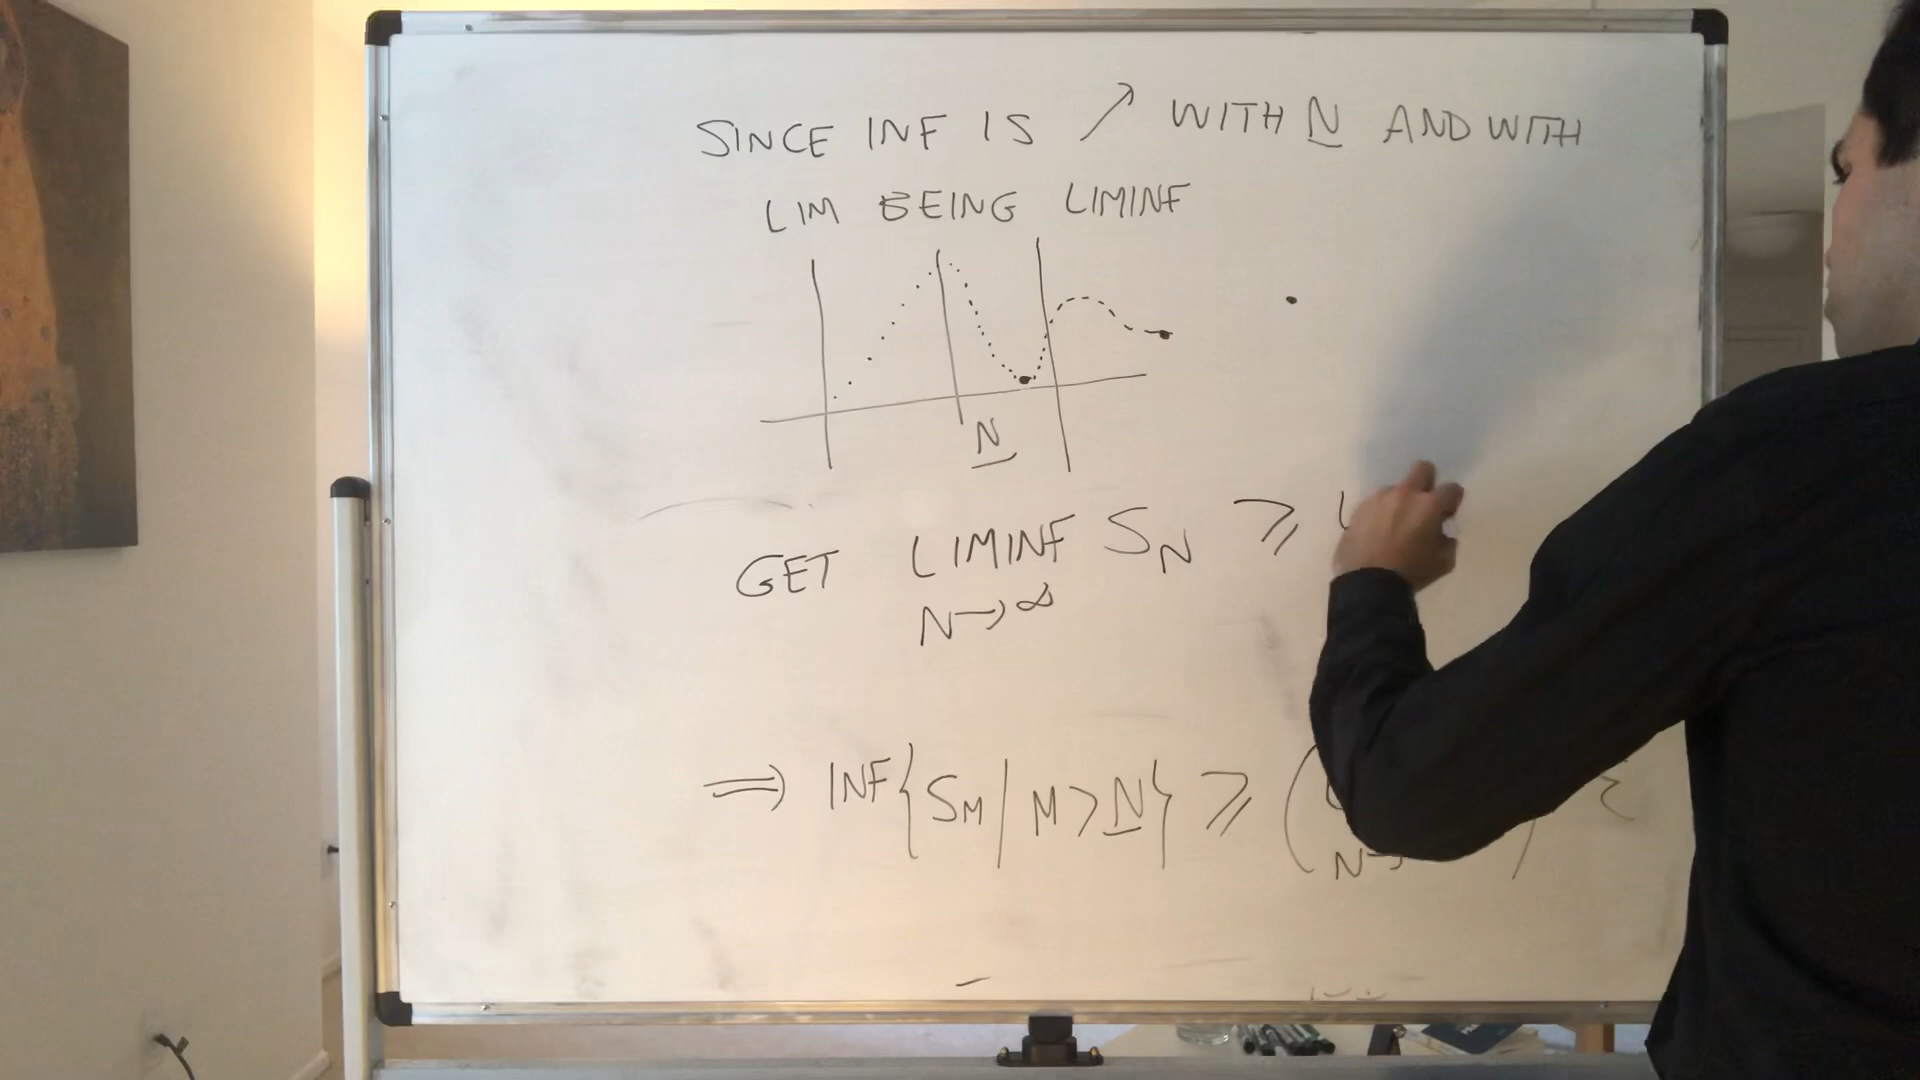 SINCE INF IS ↗ WITH N AND WITH
LIM BEING LIMINF
N
GET LIMINF SN ⩾
N→∞
⟹ INF{SM | M>N} ⩾ (
N→